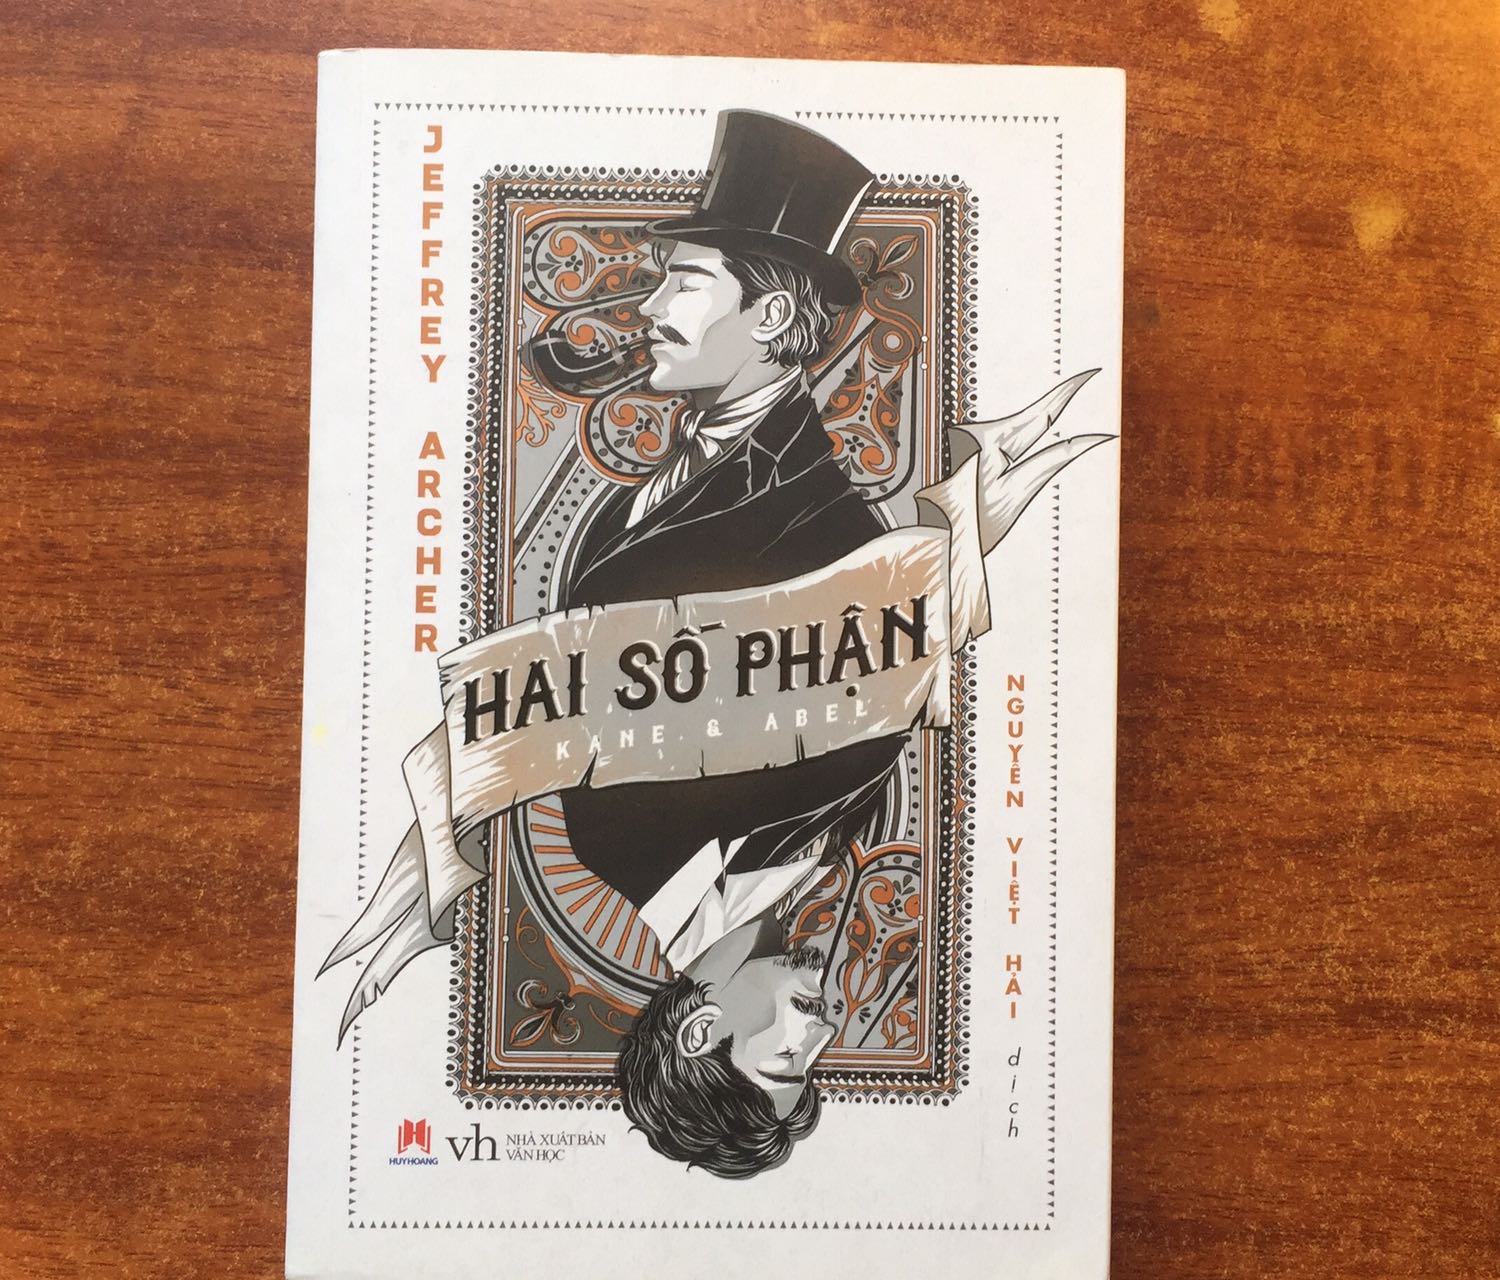 JEFFREY ARCHER
HAI SỐ PHẬN
KANE & ABEL
NGUYỄN VIỆT HẢI dịch
HUYHOANG
vh
NHÀ XUẤT BẢN
VĂN HỌC